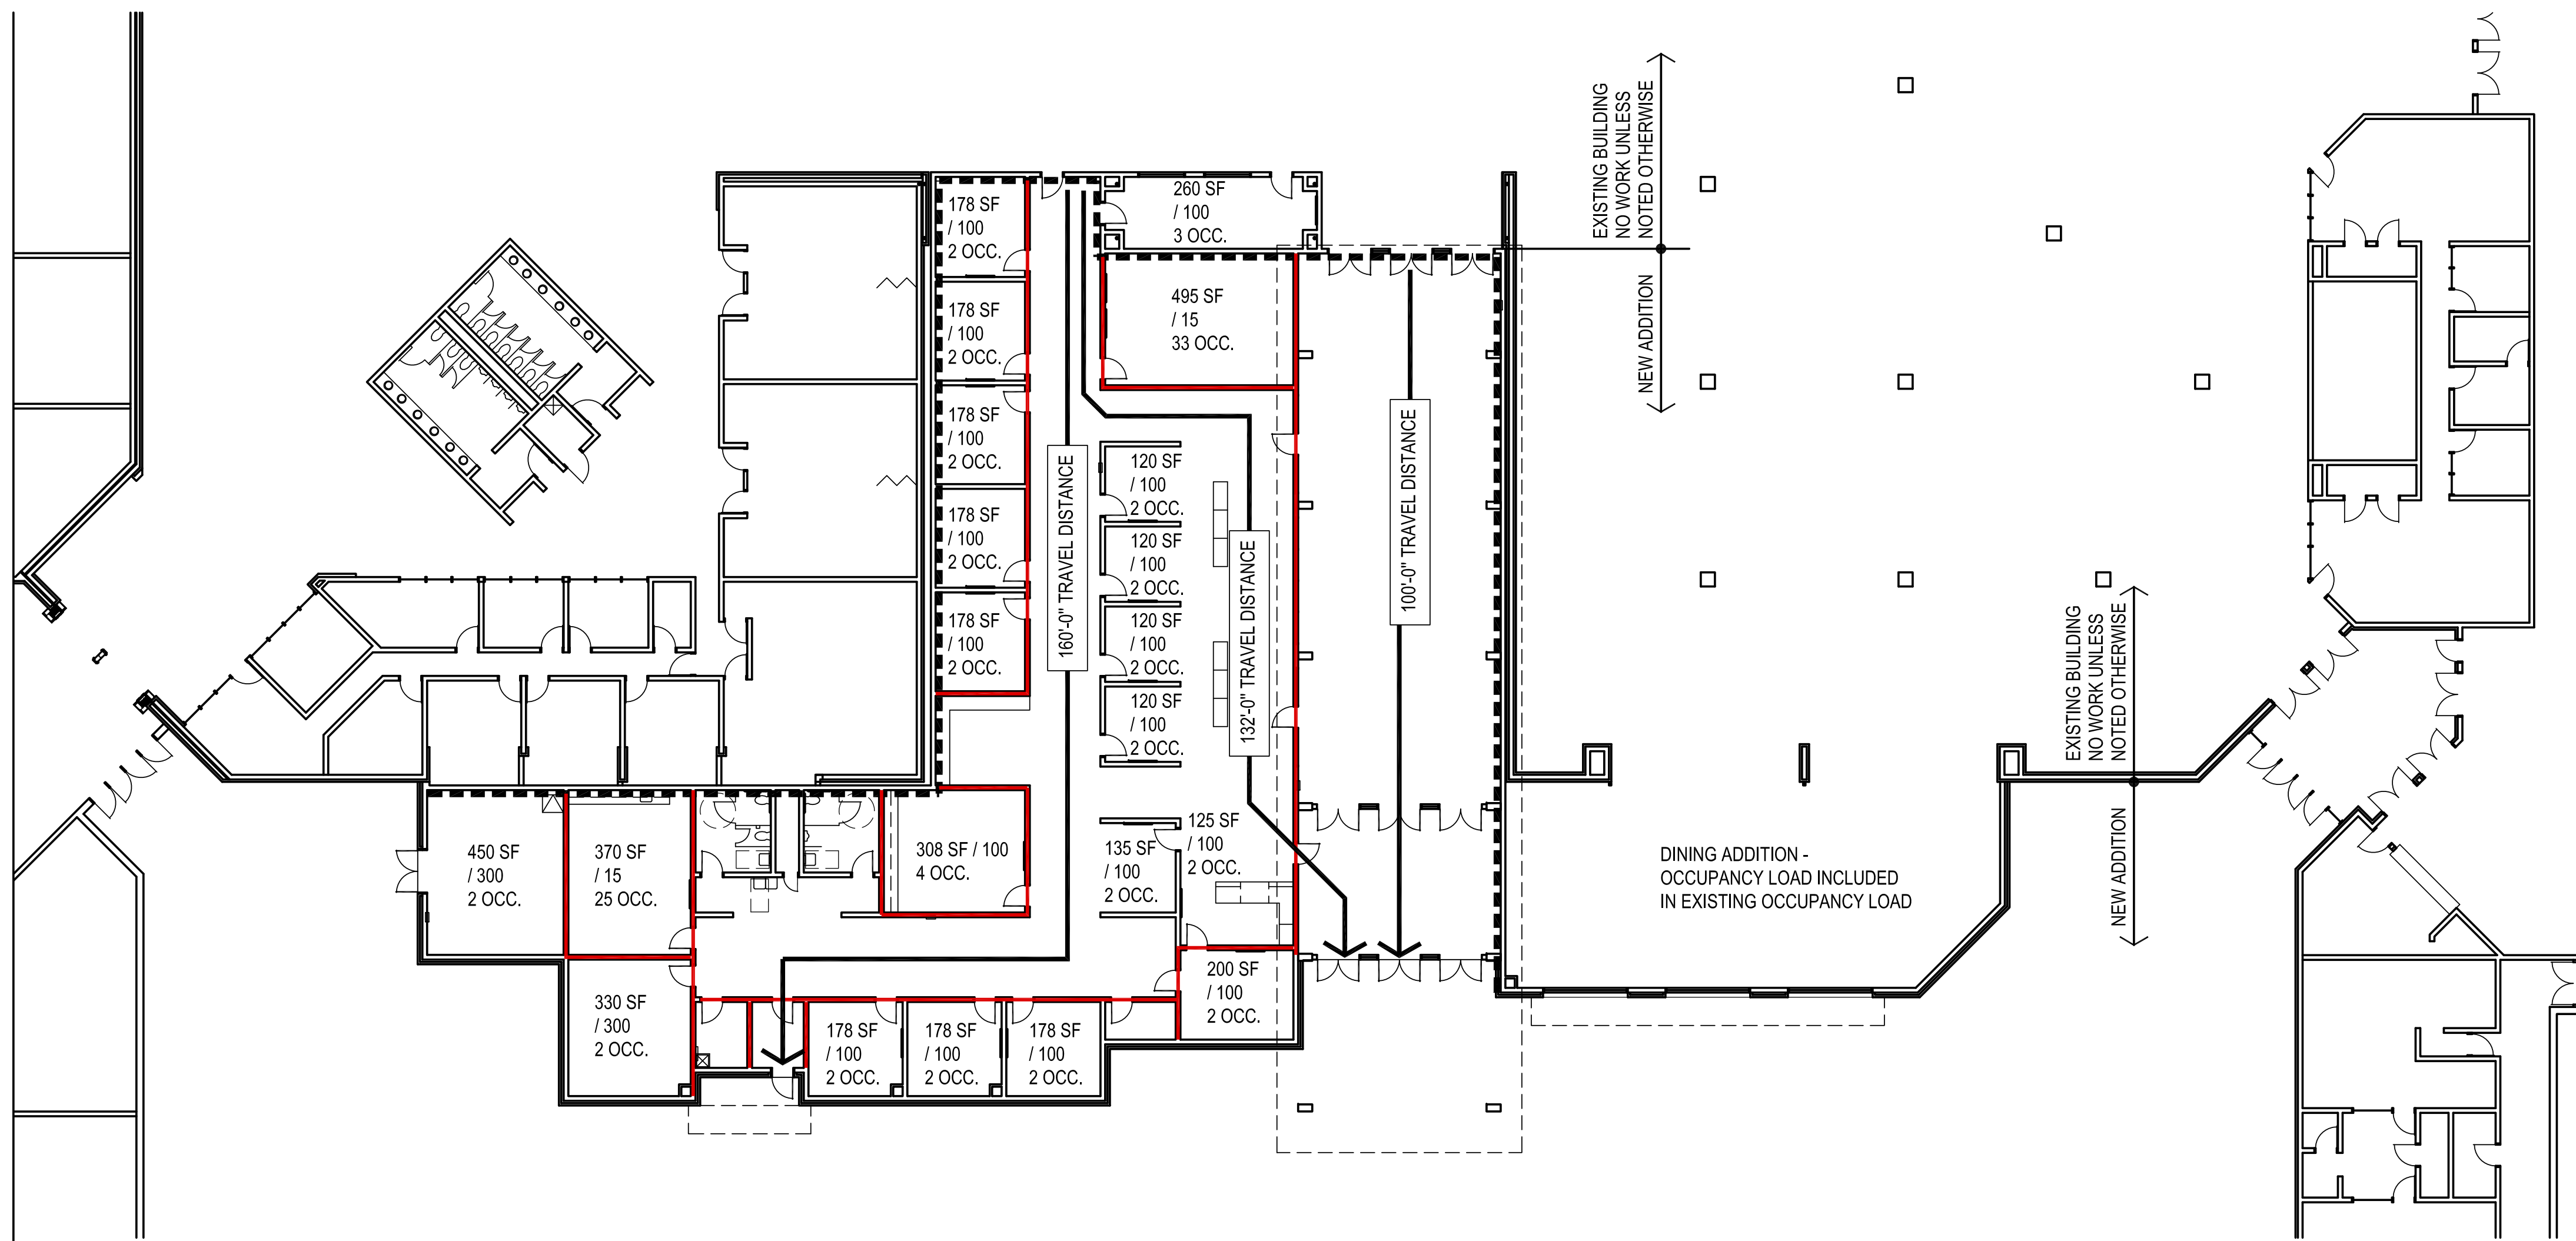 EXISTING BUILDING
NO WORK UNLESS
NOTED OTHERWISE
NEW ADDITION
178 SF
/ 100
2 OCC.
260 SF
/ 100
3 OCC.
178 SF
/ 100
2 OCC.
495 SF
/ 15
33 OCC.
178 SF
/ 100
2 OCC.
178 SF
/ 100
2 OCC.
178 SF
/ 100
2 OCC.
160'-0" TRAVEL DISTANCE
120 SF
/ 100
2 OCC.
120 SF
/ 100
2 OCC.
120 SF
/ 100
2 OCC.
120 SF
/ 100
2 OCC.
132'-0" TRAVEL DISTANCE
100'-0" TRAVEL DISTANCE
EXISTING BUILDING
NO WORK UNLESS
NOTED OTHERWISE
NEW ADDITION
450 SF
/ 300
2 OCC.
370 SF
/ 15
25 OCC.
308 SF / 100
4 OCC.
135 SF
/ 100
2 OCC.
125 SF
/ 100
2 OCC.
DINING ADDITION -
OCCUPANCY LOAD INCLUDED
IN EXISTING OCCUPANCY LOAD
330 SF
/ 300
2 OCC.
178 SF
/ 100
2 OCC.
178 SF
/ 100
2 OCC.
178 SF
/ 100
2 OCC.
200 SF
/ 100
2 OCC.